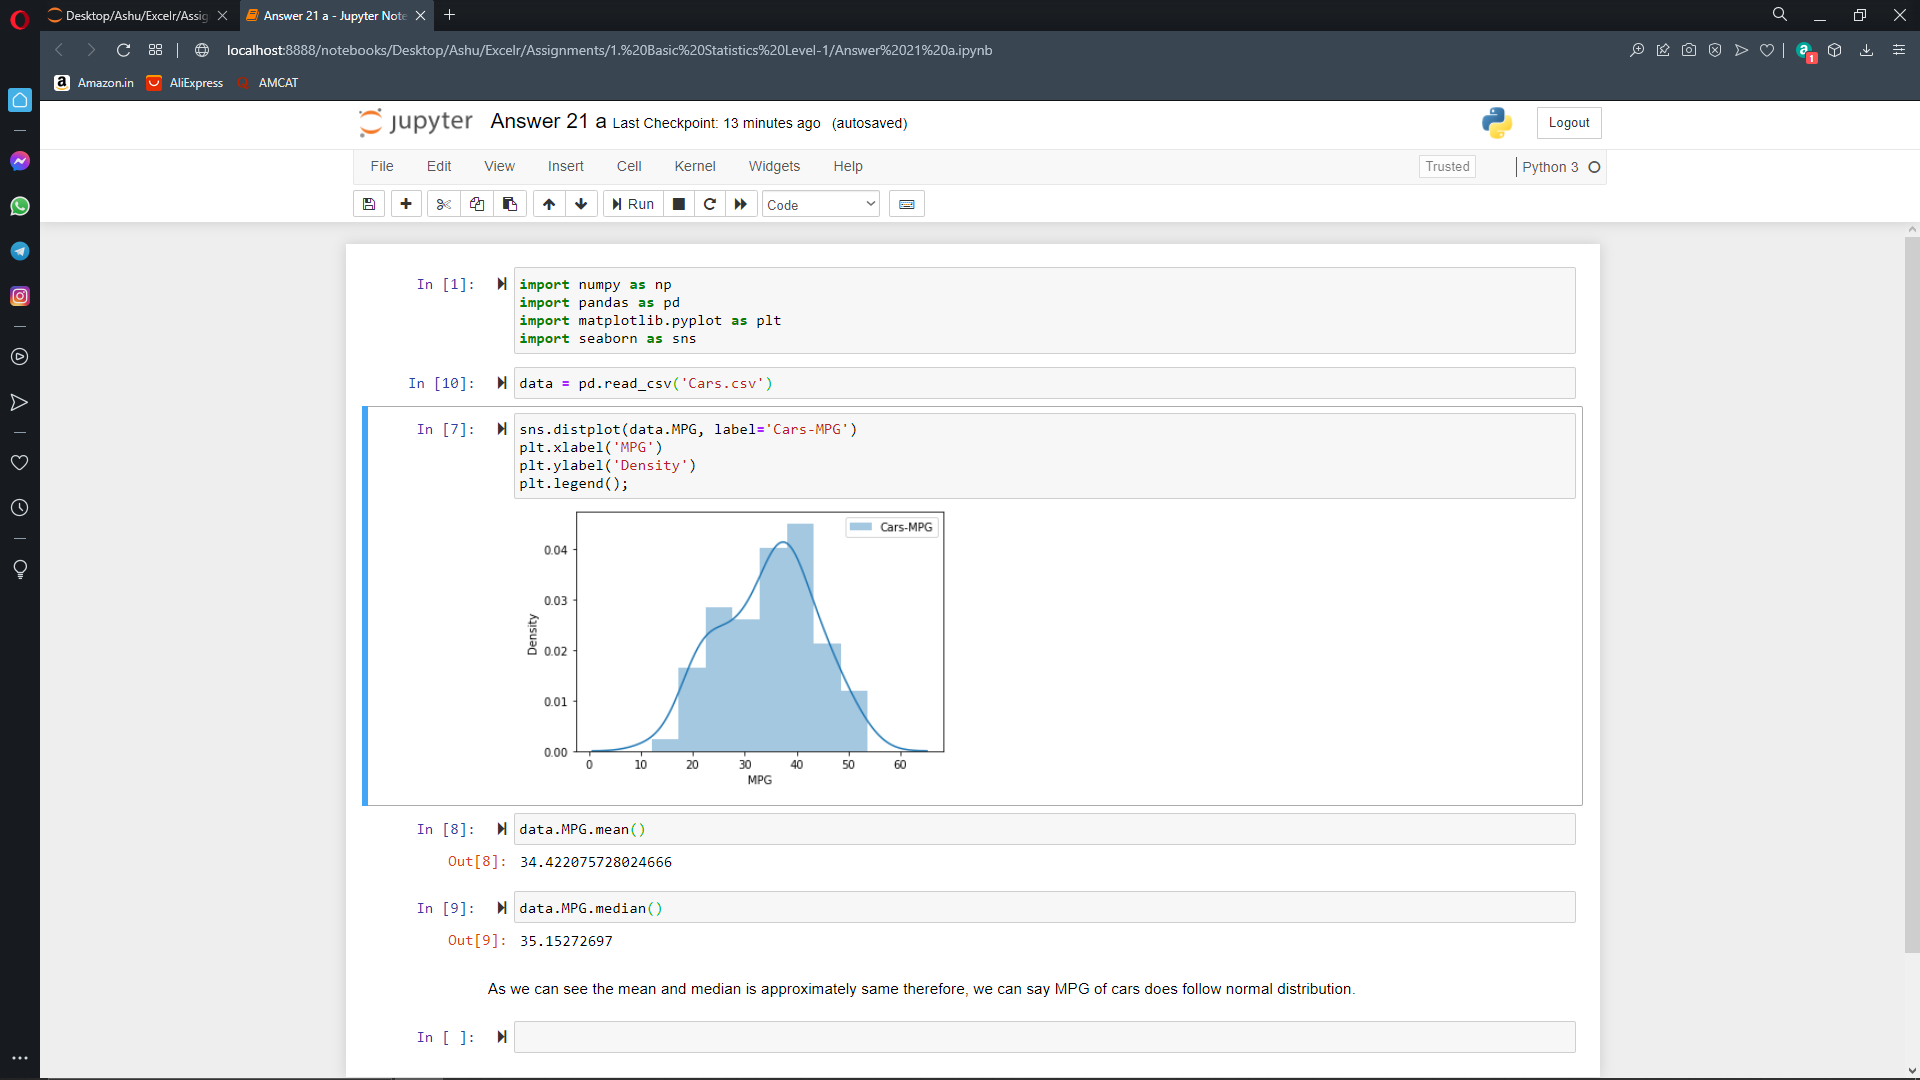 Desktop/Ashu/Excelr/Assig
Answer 21 a - Jupyter Note
localhost:8888/notebooks/Desktop/Ashu/Excelr/Assignments/1.%20Basic%20Statistics%20Level-1/Answer%2021%20a.ipynb
1
Amazon.in AliExpress AMCAT
jupyter Answer 21 a Last Checkpoint: 13 minutes ago (autosaved)
Logout
File Edit View Insert Cell Kernel Widgets Help
Trusted Python 3
Run Code
In [1]: import numpy as np
import pandas as pd
import matplotlib.pyplot as plt
import seaborn as sns
In [10]: data = pd.read_csv('Cars.csv')
In [7]: sns.distplot(data.MPG, label='Cars-MPG')
plt.xlabel('MPG')
plt.ylabel('Density')
plt.legend();
Cars-MPG
0.04
0.03
0.02
0.01
0.00
Density
0 10 20 30 40 50 60
MPG
In [8]: data.MPG.mean()
Out[8]: 34.422075728024666
In [9]: data.MPG.median()
Out[9]: 35.15272697
As we can see the mean and median is approximately same therefore, we can say MPG of cars does follow normal distribution.
In [ ]: